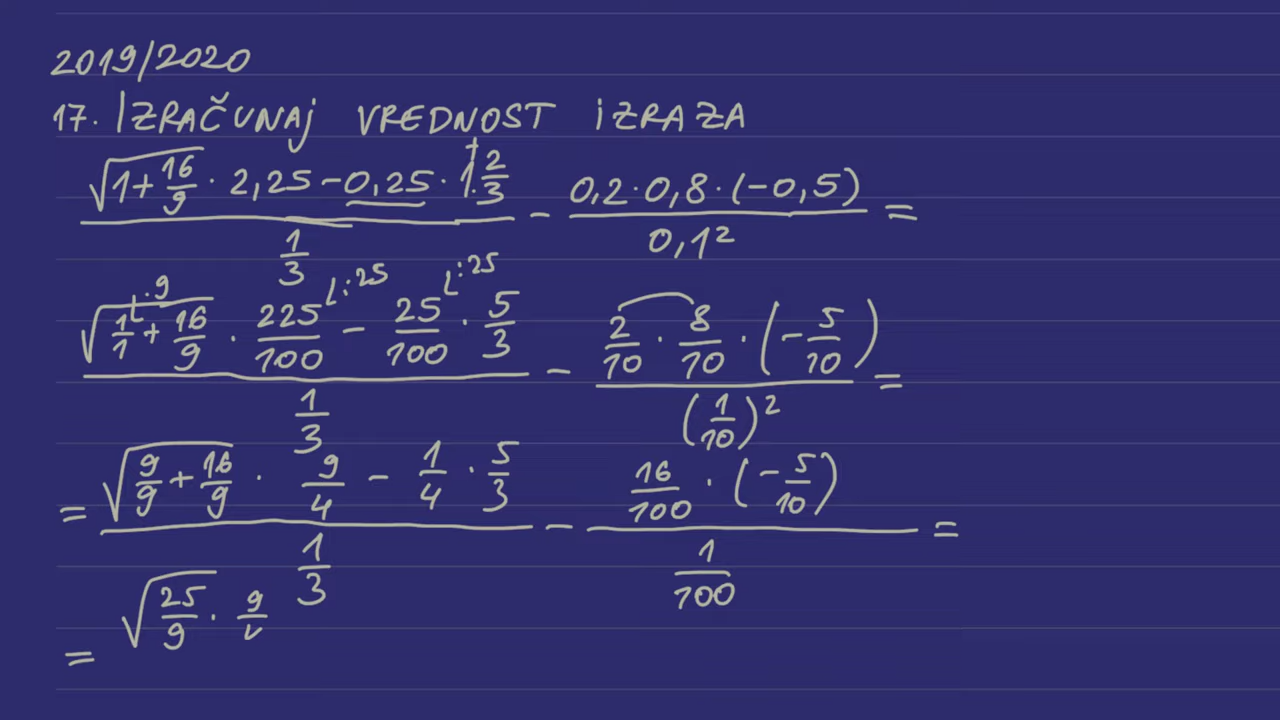 2019/2020
17. IZRAČUNAJ VREDNOST IZRAZA
(√(1+16/9) · 2,25 - 0,25 · 1 2/3) / (1/3) - (0,2 · 0,8 · (-0,5)) / 0,1² =
(√(1/1 + 16/9) · 225/100 - 25/100 · 5/3) / (1/3) - (2/10 · 8/10 · (-5/10)) / (1/10)² =
·9 :25 :25
= (√(9/9 + 16/9) · 9/4 - 1/4 · 5/3) / (1/3) - (16/100 · (-5/10)) / (1/100) =
= √(25/9) · 9/